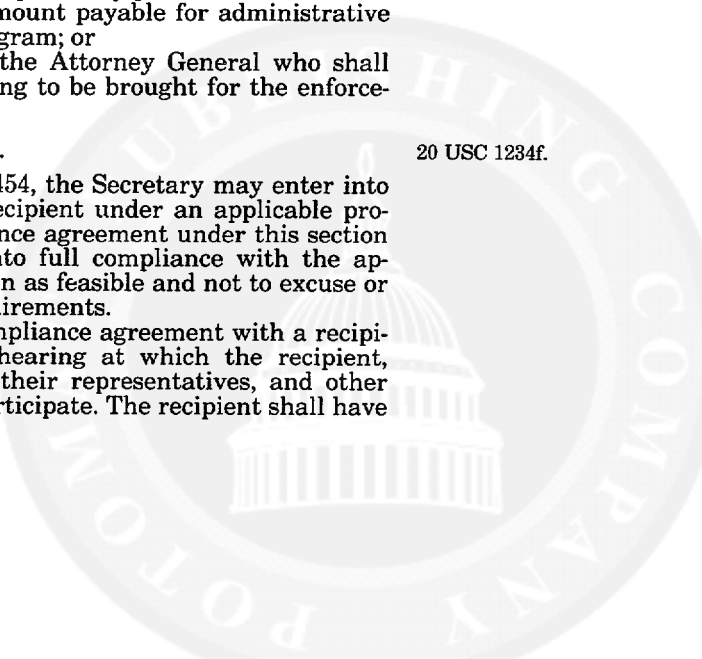 mount payable for administrative
gram; or
the Attorney General who shall
ng to be brought for the enforce-
.
20 USC 1234f.
454, the Secretary may enter into
ecipient under an applicable pro-
nce agreement under this section
nto full compliance with the ap-
n as feasible and not to excuse or
irements.
mpliance agreement with a recipi-
hearing at which the recipient,
their representatives, and other
rticipate. The recipient shall have
POTOMAC PUBLISHING COMPANY